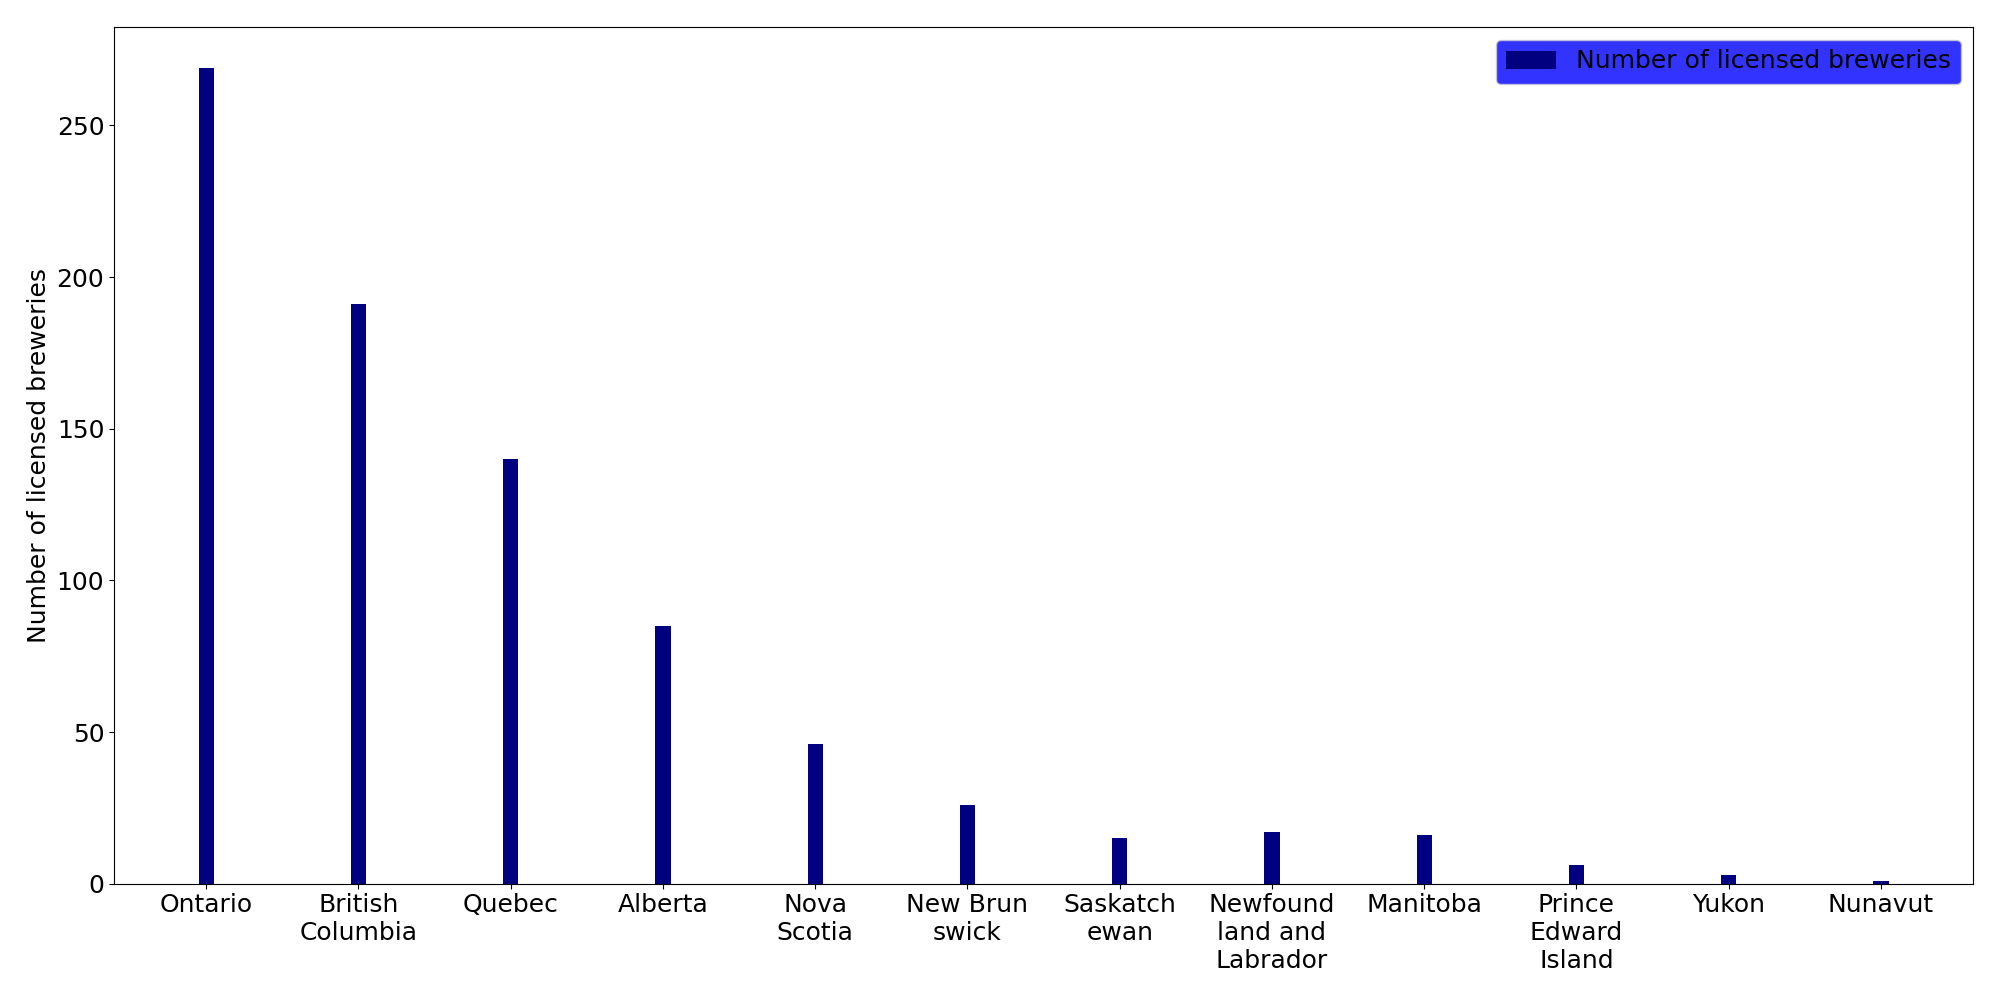 Number of licensed breweries
Number of licensed breweries
250
200
150
100
50
0
Ontario
British
Columbia
Quebec
Alberta
Nova
Scotia
New Brun
swick
Saskatch
ewan
Newfound
land and
Labrador
Manitoba
Prince
Edward
Island
Yukon
Nunavut